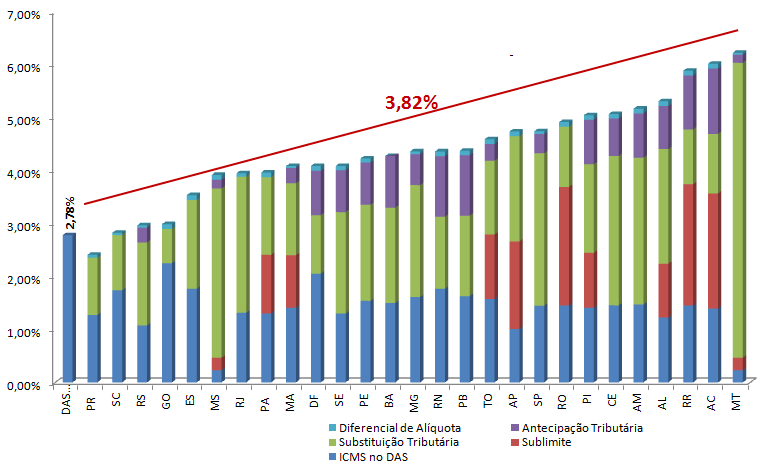 7,00%
6,00%
5,00%
4,00%
3,00%
2,00%
1,00%
0,00%
3,82%
2,78%
-
DAS...
PR
SC
RS
GO
ES
MS
RJ
PA
MA
DF
SE
PE
BA
MG
RN
PB
TO
AP
SP
RO
PI
CE
AM
AL
RR
AC
MT
Diferencial de Alíquota
Antecipação Tributária
Substituição Tributária
Sublimite
ICMS no DAS